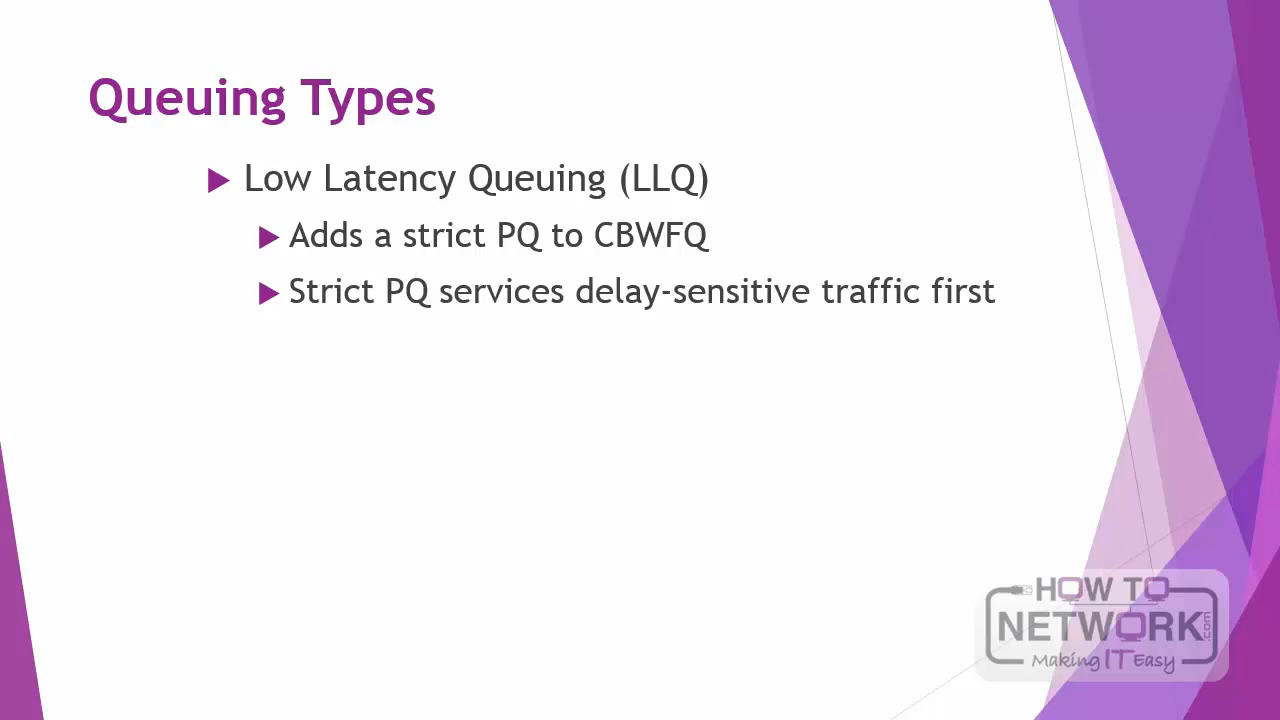 Queuing Types
Low Latency Queuing (LLQ)
Adds a strict PQ to CBWFQ
Strict PQ services delay-sensitive traffic first
HOW TO
NETWORK.com
Making IT Easy